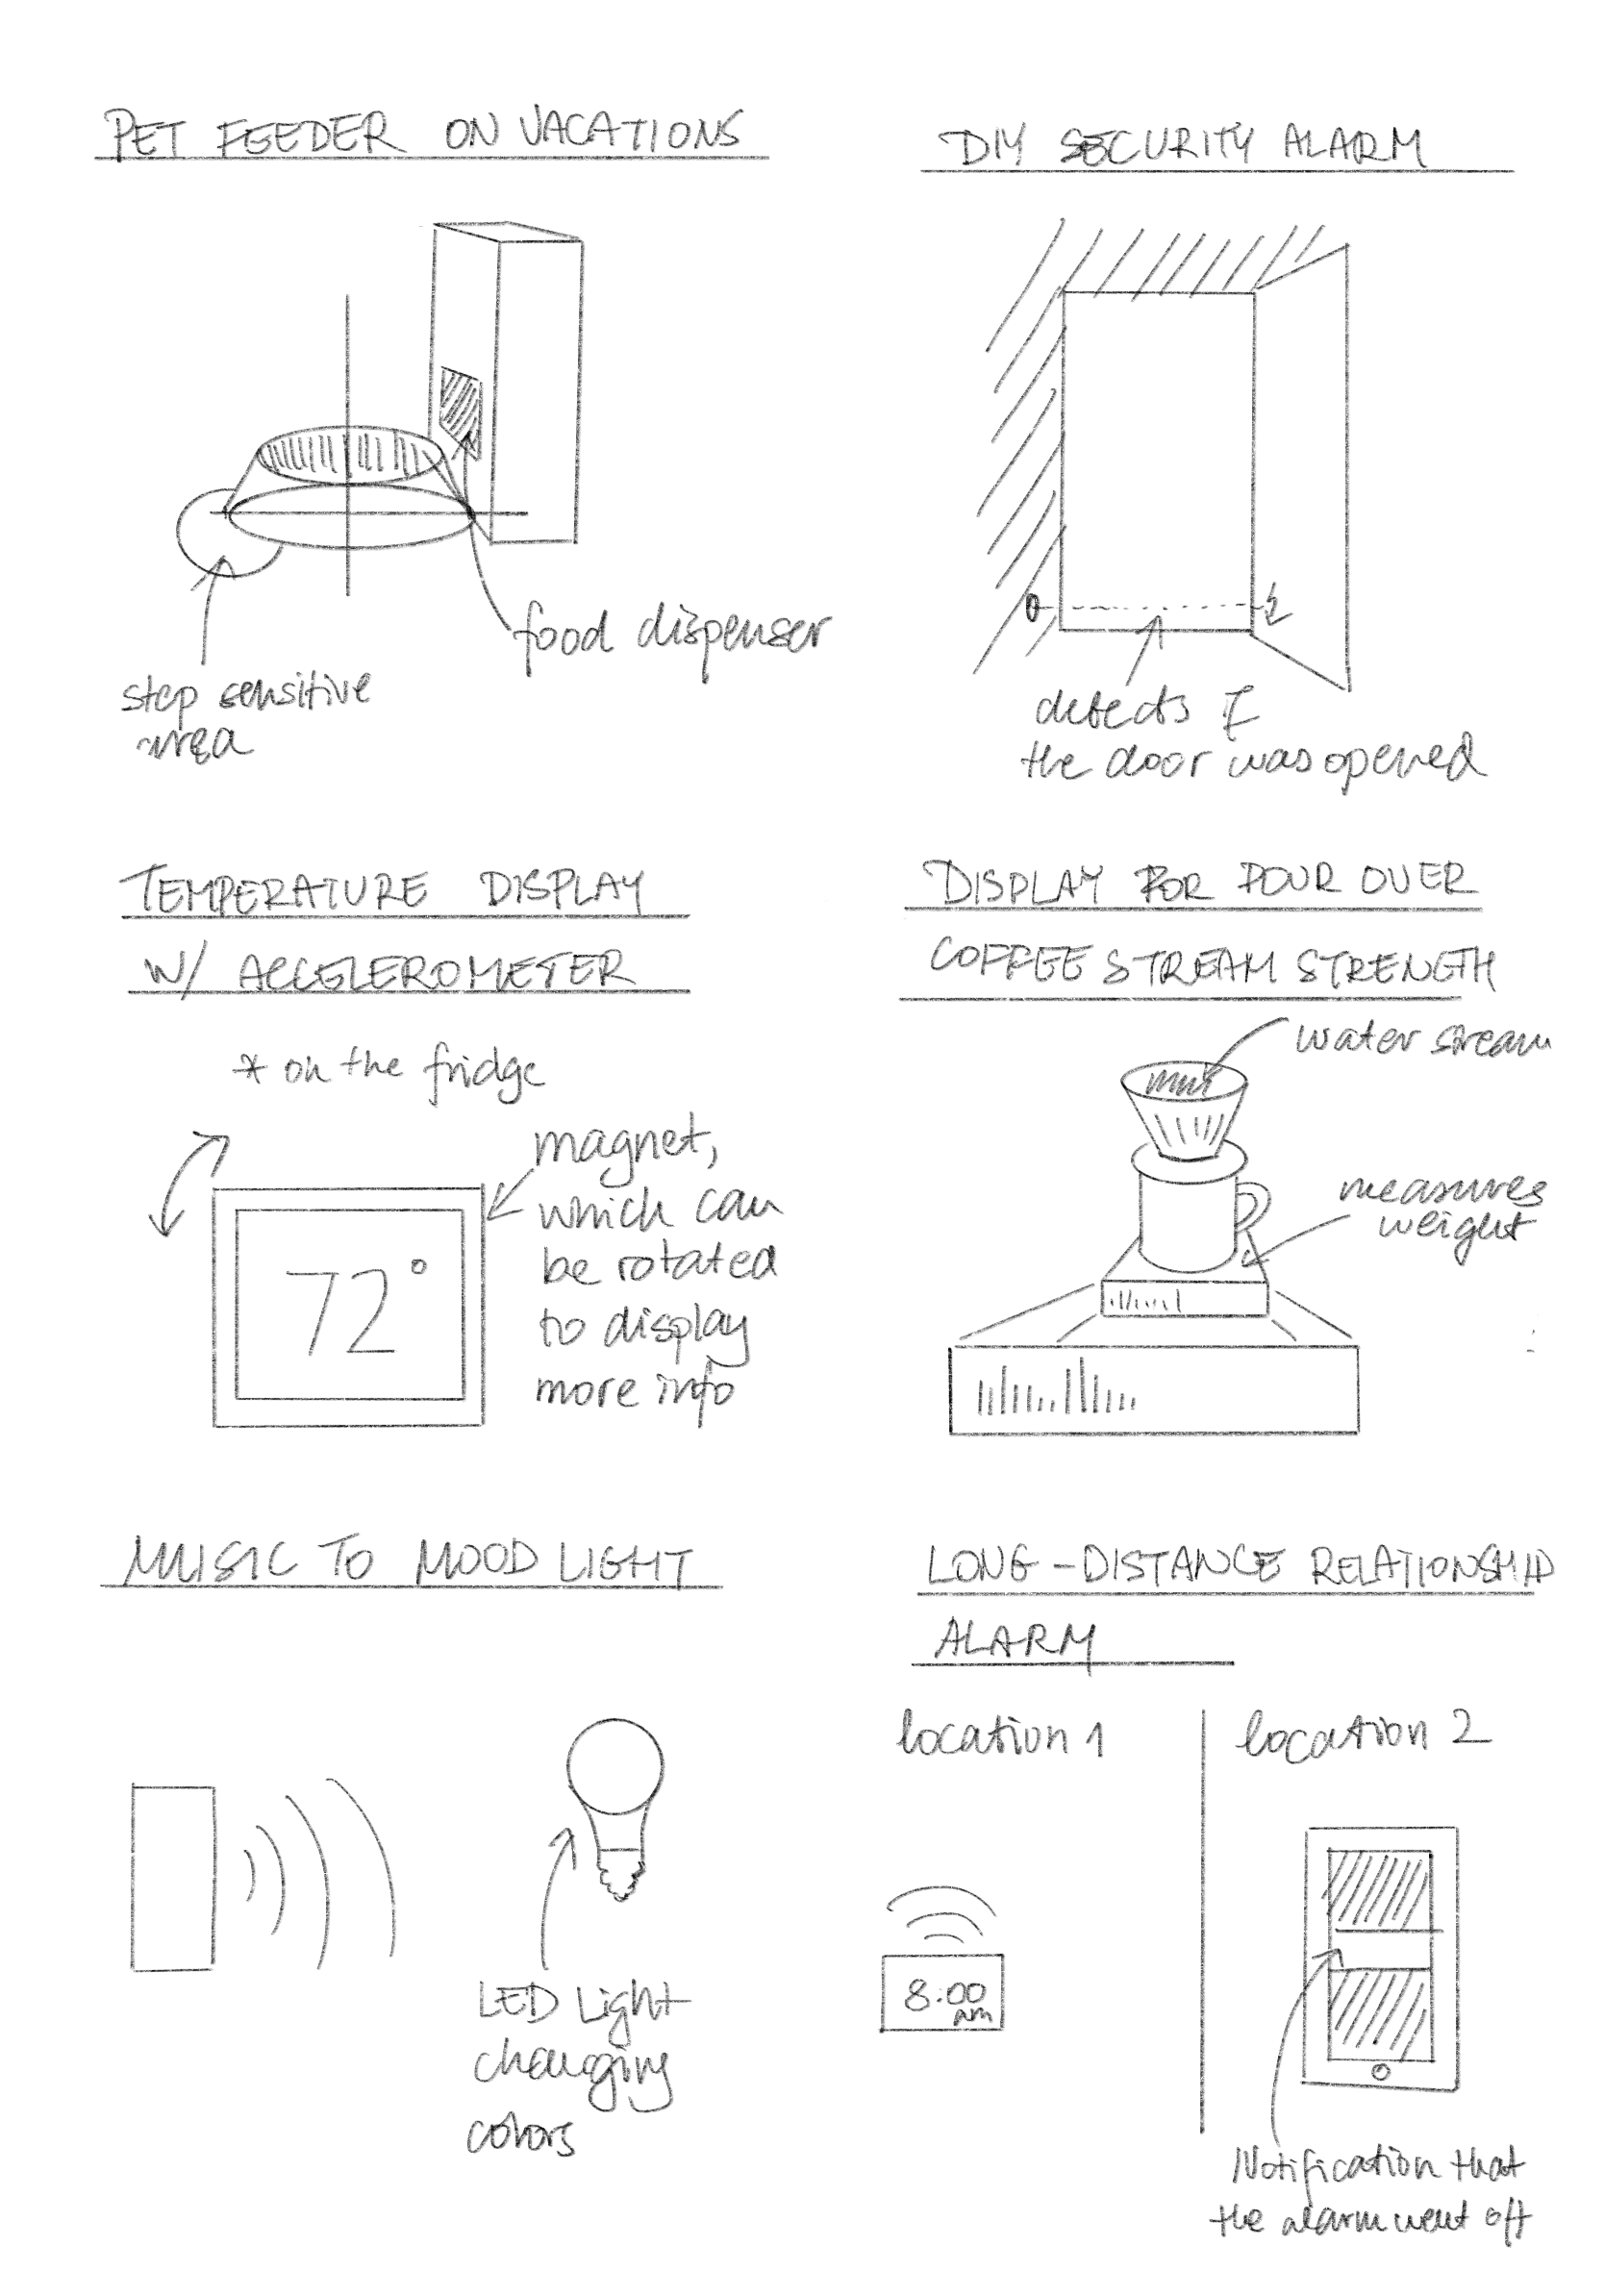 PET FEEDER ON VACATIONS
food dispenser
step sensitive
area
DIY SECURITY ALARM
detects if
the door was opened
TEMPERATURE DISPLAY
W/ ACCELEROMETER
* on the fridge
magnet,
which can
be rotated
to display
more info
72°
DISPLAY FOR POUR OVER
COFFEE STREAM STRENGTH
water stream
measures
weight
MUSIC TO MOOD LIGHT
LED Light
changing
colors
LONG-DISTANCE RELATIONSHIP
ALARM
location 1
location 2
8:00
am
Notification that
the alarm went off